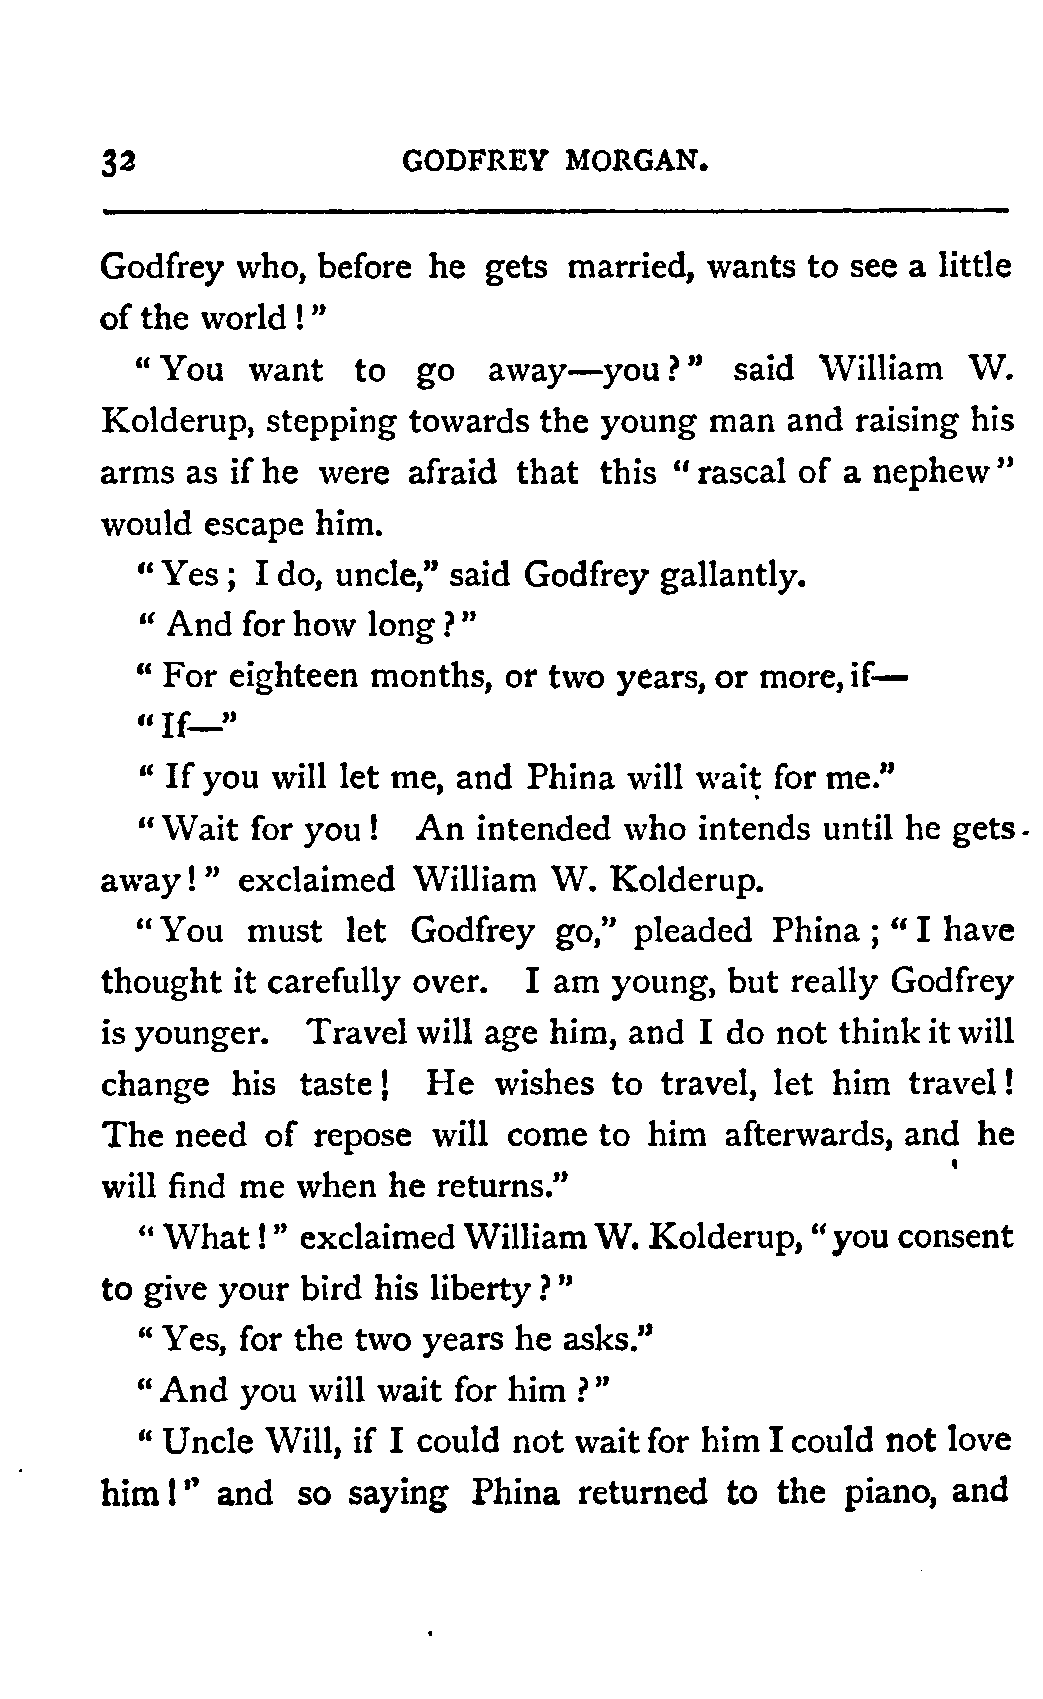 32 GODFREY MORGAN.
Godfrey who, before he gets married, wants to see a little
of the world ! "
" You want to go away—you ? " said William W.
Kolderup, stepping towards the young man and raising his
arms as if he were afraid that this " rascal of a nephew "
would escape him.
" Yes ; I do, uncle," said Godfrey gallantly.
" And for how long ? "
" For eighteen months, or two years, or more, if—
" If—"
" If you will let me, and Phina will wait for me."
" Wait for you ! An intended who intends until he gets
away ! " exclaimed William W. Kolderup.
" You must let Godfrey go," pleaded Phina ; " I have
thought it carefully over. I am young, but really Godfrey
is younger. Travel will age him, and I do not think it will
change his taste ! He wishes to travel, let him travel !
The need of repose will come to him afterwards, and he
will find me when he returns."
" What ! " exclaimed William W. Kolderup, " you consent
to give your bird his liberty ? "
" Yes, for the two years he asks."
" And you will wait for him ? "
" Uncle Will, if I could not wait for him I could not love
him ! " and so saying Phina returned to the piano, and